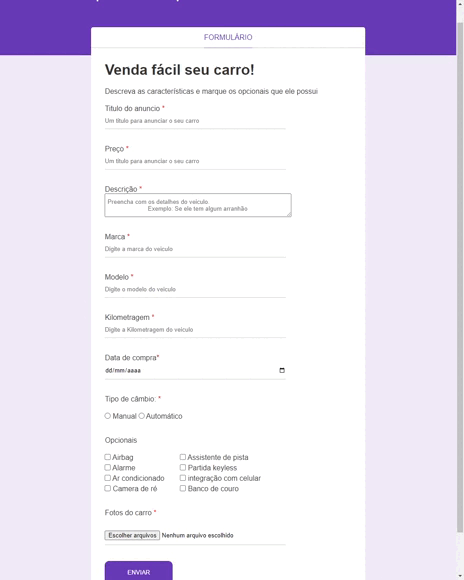 FORMULÁRIO
Venda fácil seu carro!
Descreva as características e marque os opcionais que ele possui
Titulo do anuncio *
Um titulo para anunciar o seu carro
Preço *
Um titulo para anunciar o seu carro
Descrição *
Preencha com os detalhes do veículo.
Exemplo: Se ele tem algum arranhão
Marca *
Digite a marca do veículo
Modelo *
Digite o modelo do veículo
Kilometragem *
Digite a Kilometragem do veículo
Data de compra*
dd/mm/aaaa
Tipo de câmbio: *
Manual Automático
Opcionais
Airbag Assistente de pista
Alarme Partida keyless
Ar condicionado integração com celular
Camera de ré Banco de couro
Fotos do carro *
Escolher arquivos Nenhum arquivo escolhido
ENVIAR